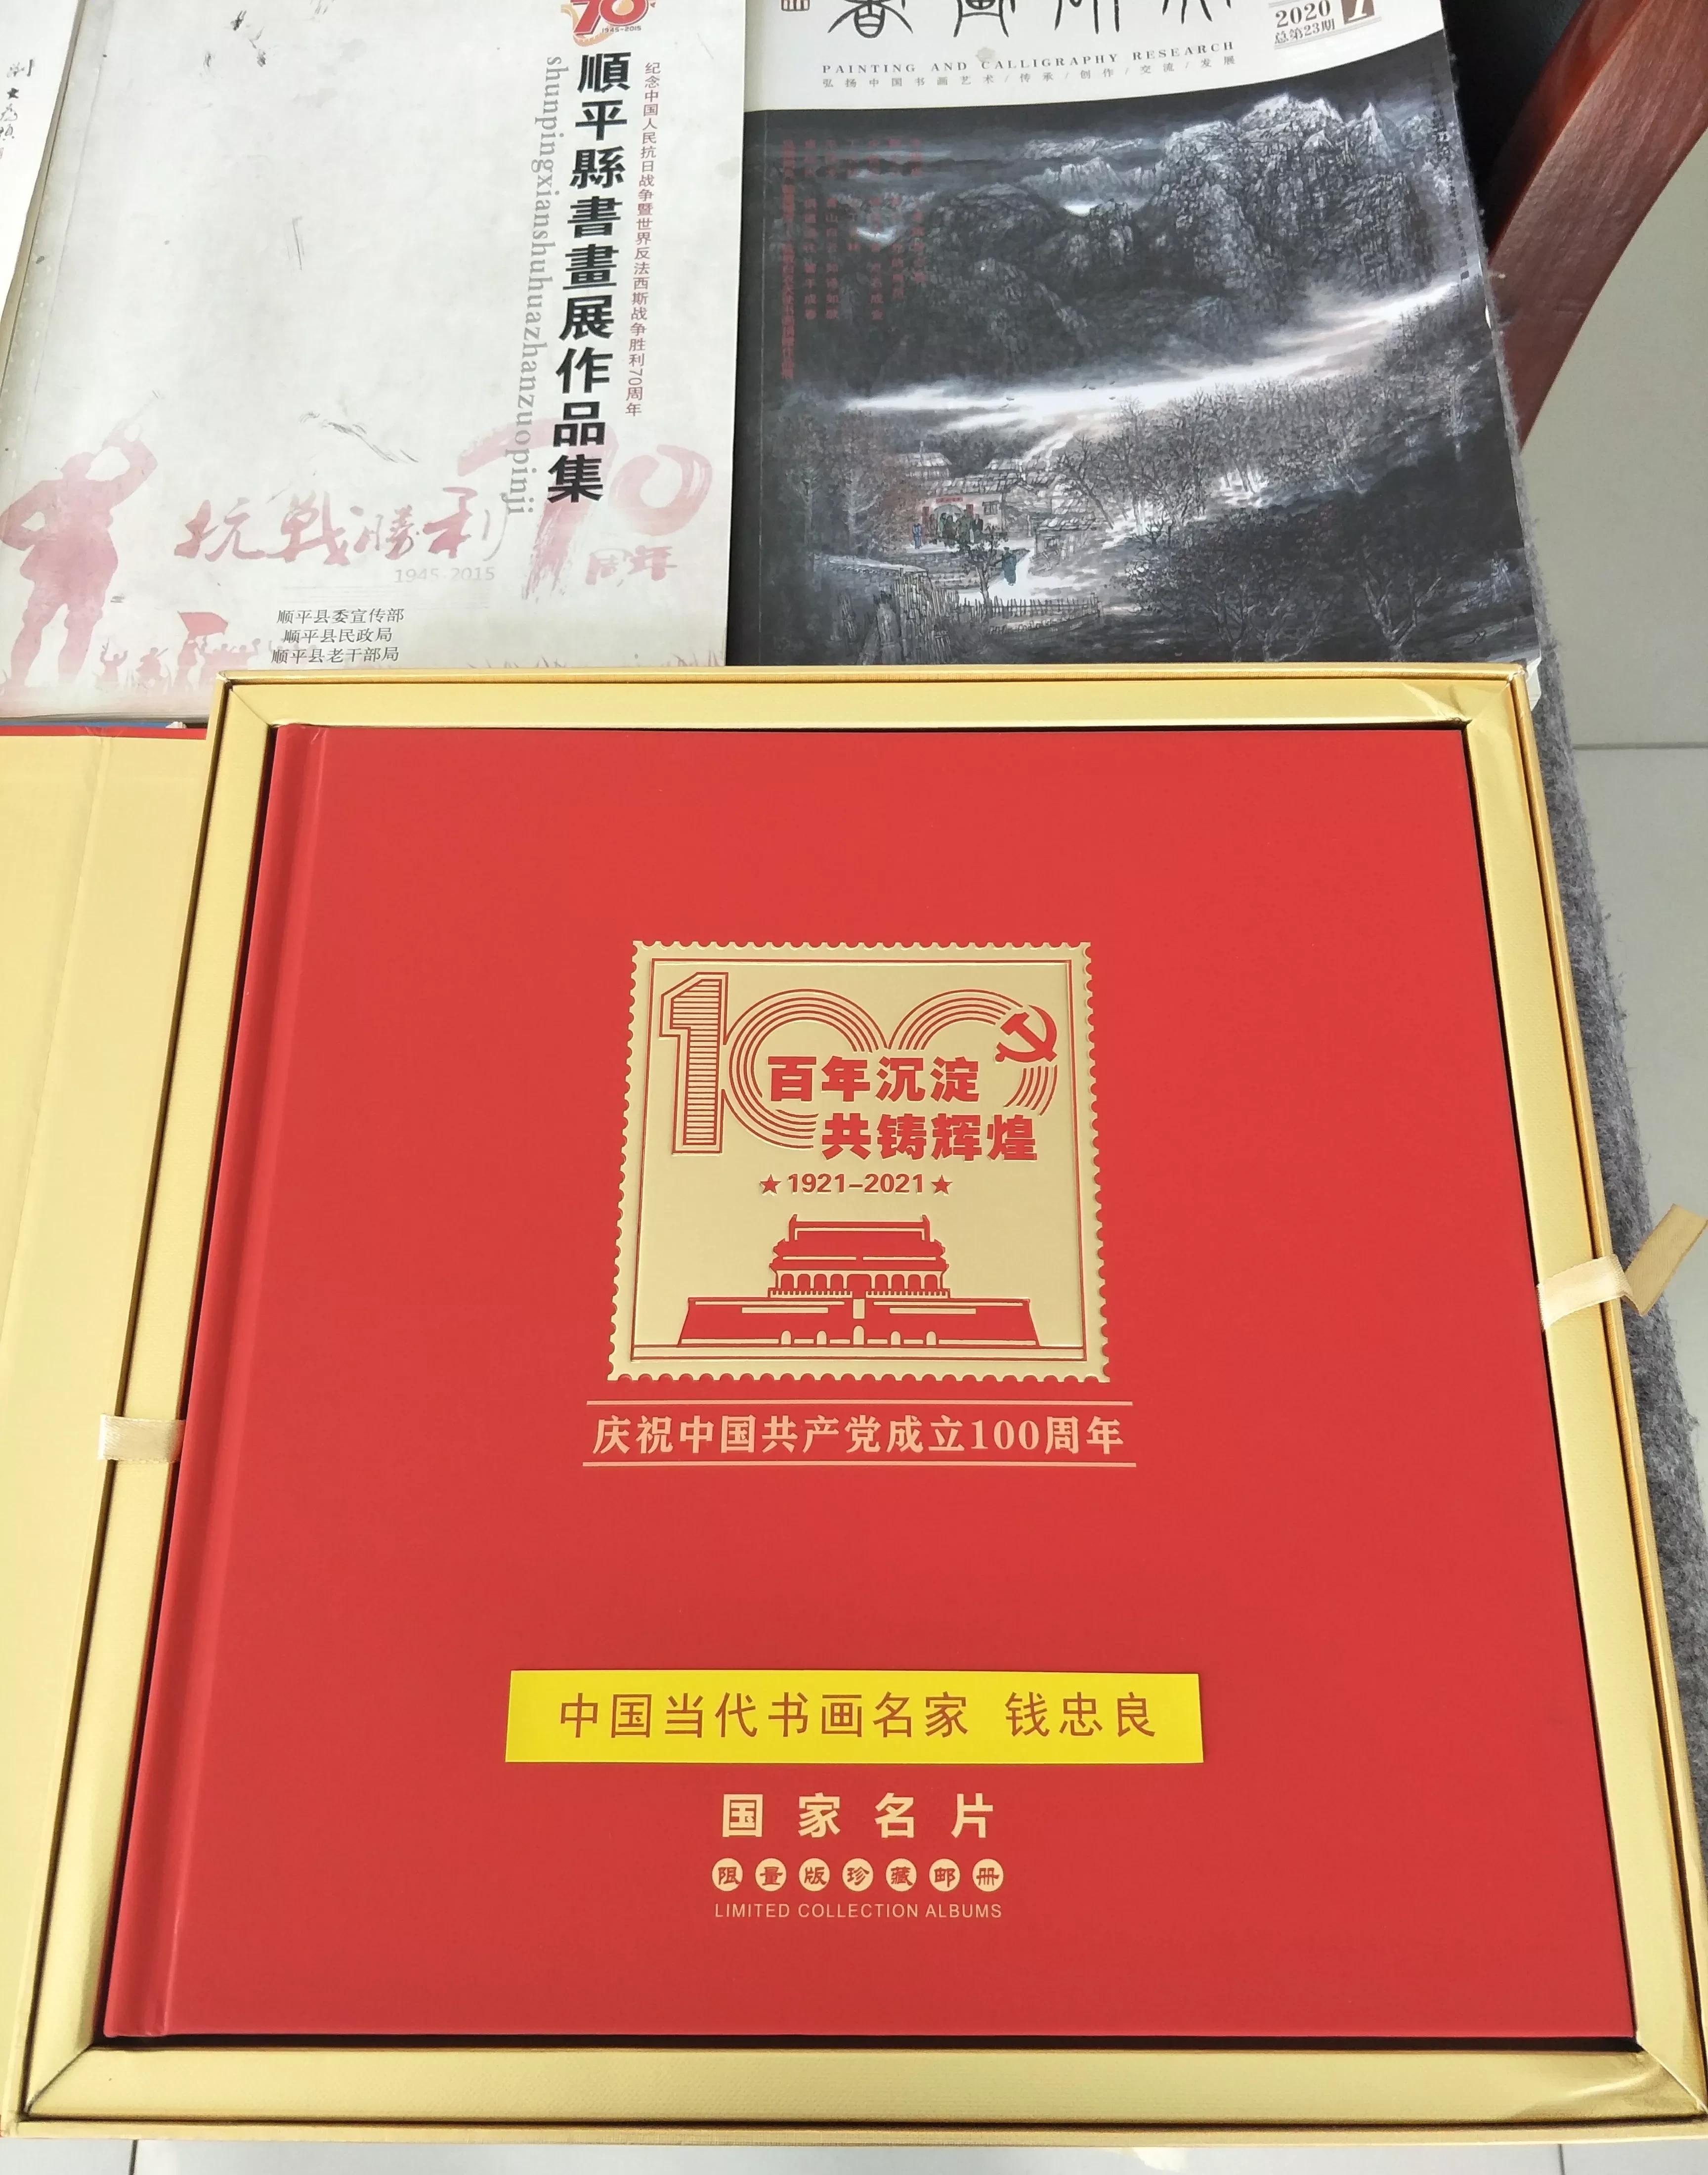 70
1945-2015
纪念中国人民抗日战争暨世界反法西斯战争胜利70周年
順平縣書畫展作品集
shunpingxianshuhuazhanzuopinji
抗戰勝利70
周年
1945-2015
顺平县委宣传部
顺平县民政局
顺平县老干部局
2020
总第23期
PAINTING AND CALLIGRAPHY RESEARCH
弘扬中国书画艺术/传承/创作/交流/发展
100
百年沉淀
共铸辉煌
★1921-2021★
庆祝中国共产党成立100周年
中国当代书画名家 钱忠良
国家名片
限量版珍藏邮册
LIMITED COLLECTION ALBUMS